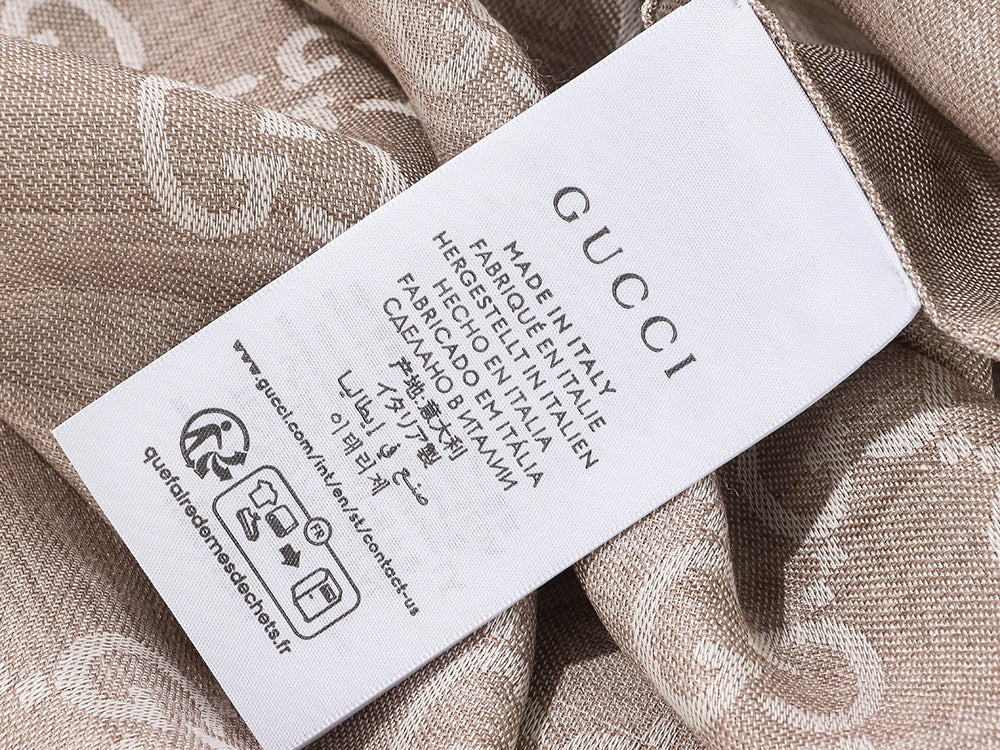 GUCCI
MADE IN ITALY
FABRIQUÉ EN ITALIE
HERGESTELLT IN ITALIEN
HECHO EN ITALIA
FABRICADO EM ITÁLIA
СДЕЛАНО В ИТАЛИИ
产地:意大利
イタリア製
صنع في إيطاليا
이태리제
www.gucci.com/int/en/st/contact-us
FR
quefairedemesdechets.fr